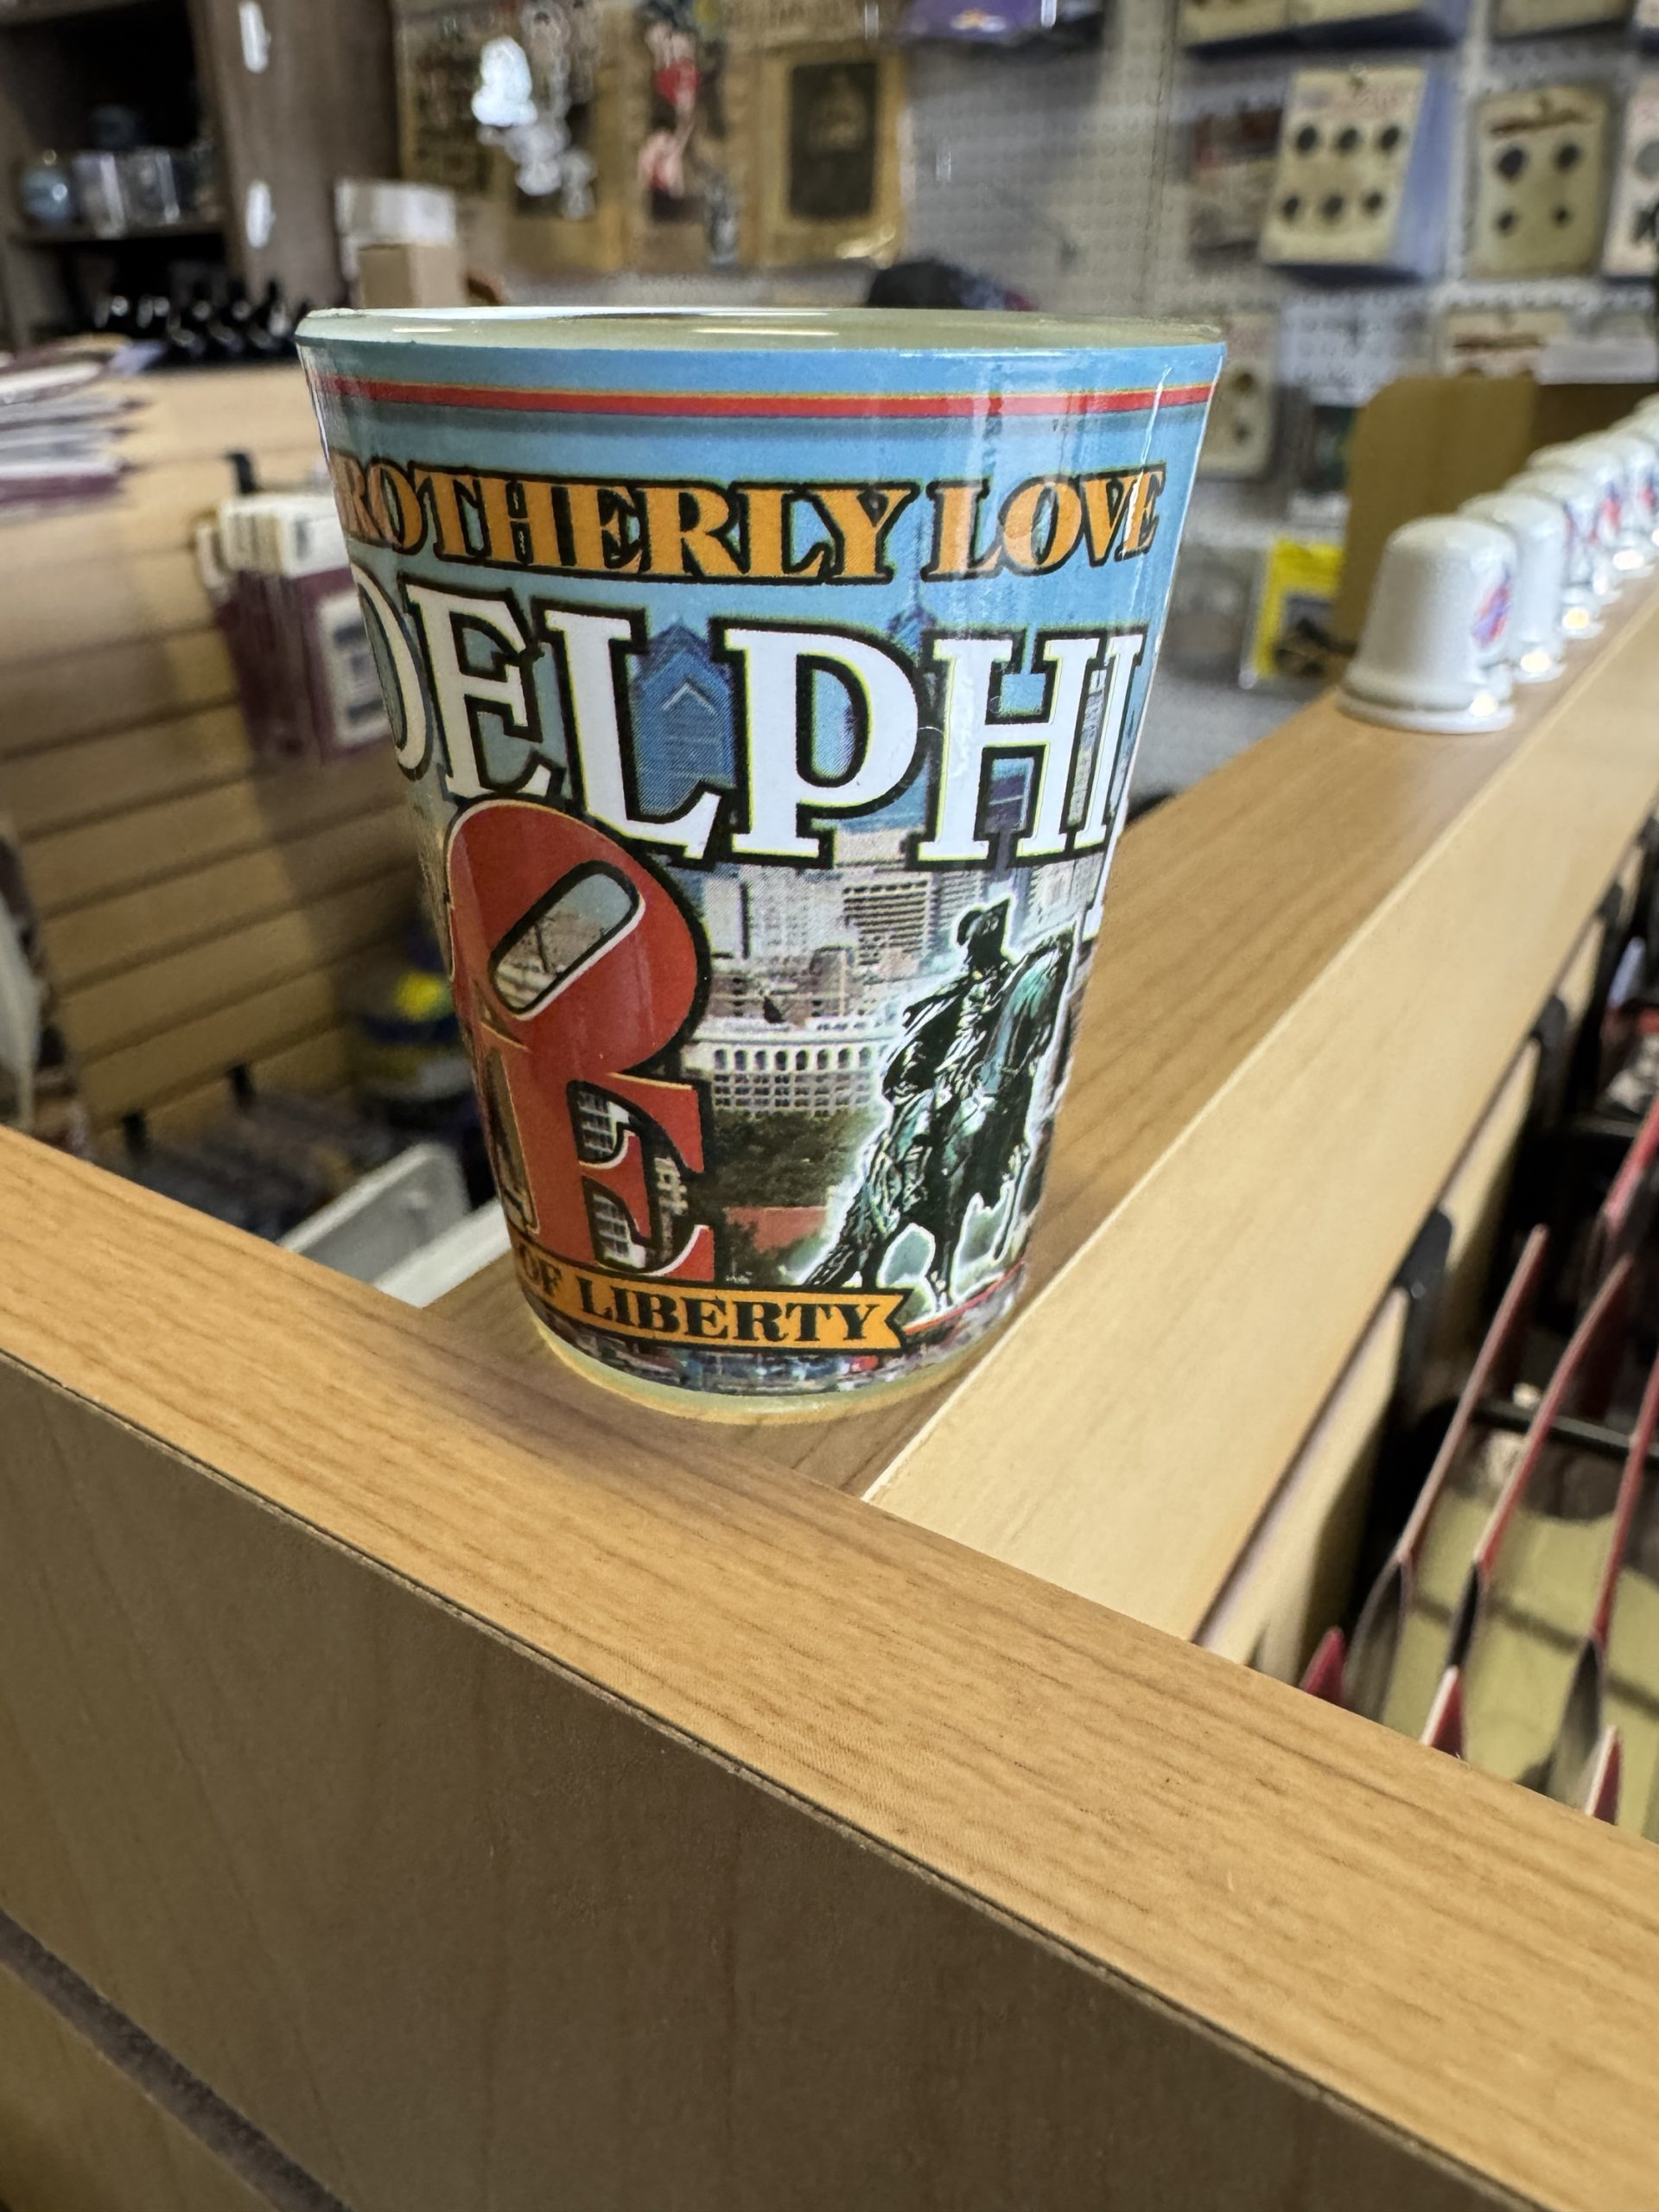 ROTHERLY LOVE
DELPHI
O
E
OF LIBERTY